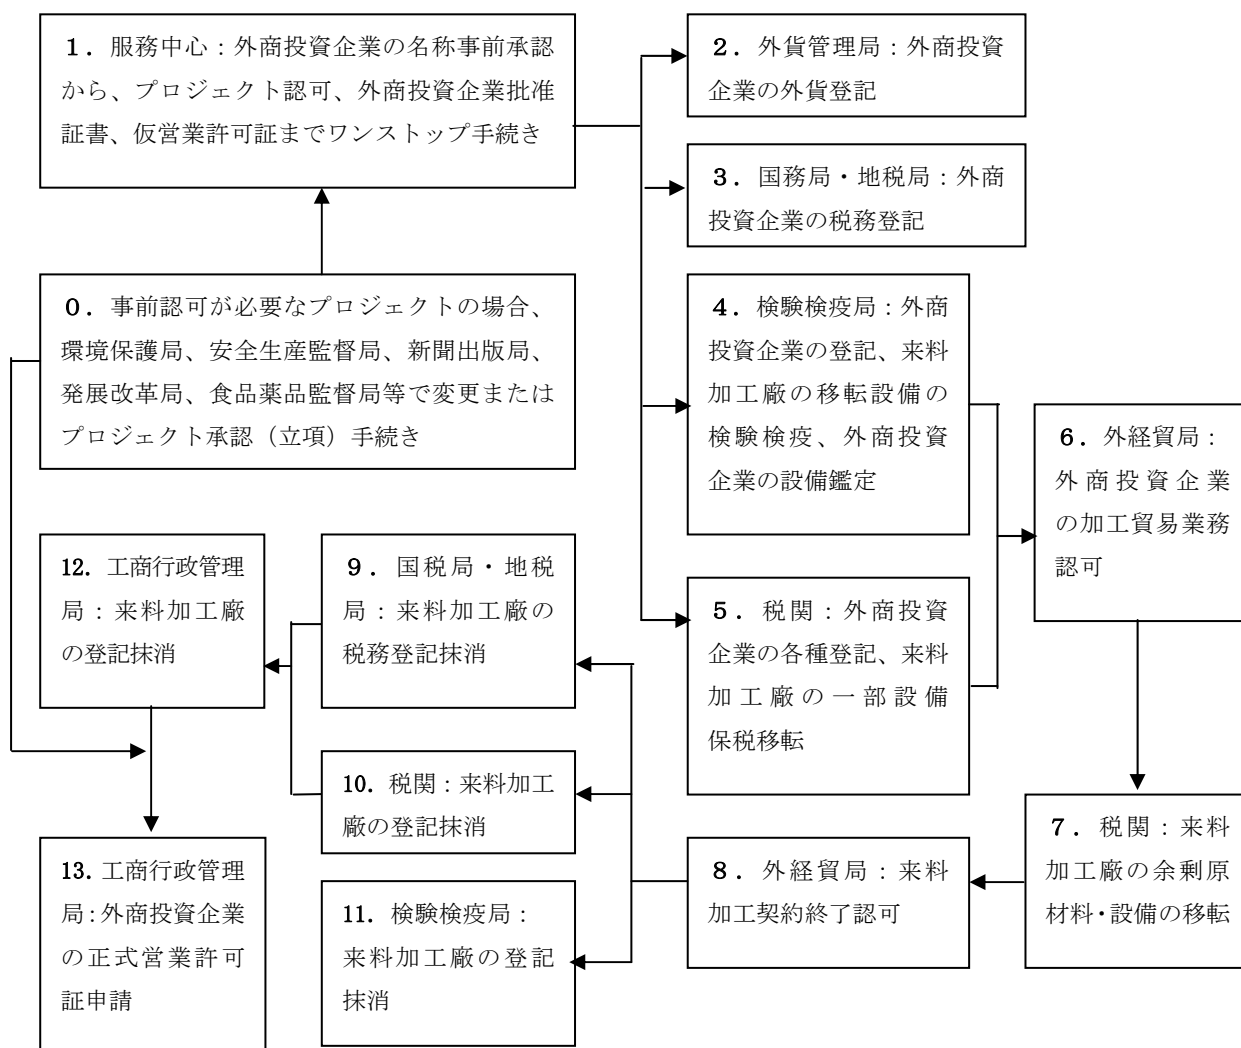 １．服務中心：外商投資企業の名称事前承認
から、プロジェクト認可、外商投資企業批准
証書、仮営業許可証までワンストップ手続き
２．外貨管理局：外商投資
企業の外貨登記
３．国務局・地税局：外商
投資企業の税務登記
０．事前認可が必要なプロジェクトの場合、
環境保護局、安全生産監督局、新聞出版局、
発展改革局、食品薬品監督局等で変更または
プロジェクト承認（立項）手続き
４．検験検疫局：外商
投資企業の登記、来料
加工廠の移転設備の
検験検疫、外商投資
企業の設備鑑定
５．税関：外商投資
企業の各種登記、来料
加工廠の一部設備
保税移転
６．外経貿局：
外商投資企業
の加工貿易業務
認可
７．税関：来料
加工廠の余剰原
材料・設備の移転
８．外経貿局：来料
加工契約終了認可
９．国税局・地税
局：来料加工廠の
税務登記抹消
10．税関：来料加工
廠の登記抹消
11．検験検疫局：
来料加工廠の登記
抹消
12．工商行政管理
局：来料加工廠
の登記抹消
13．工商行政管理
局：外商投資企業
の正式営業許可
証申請